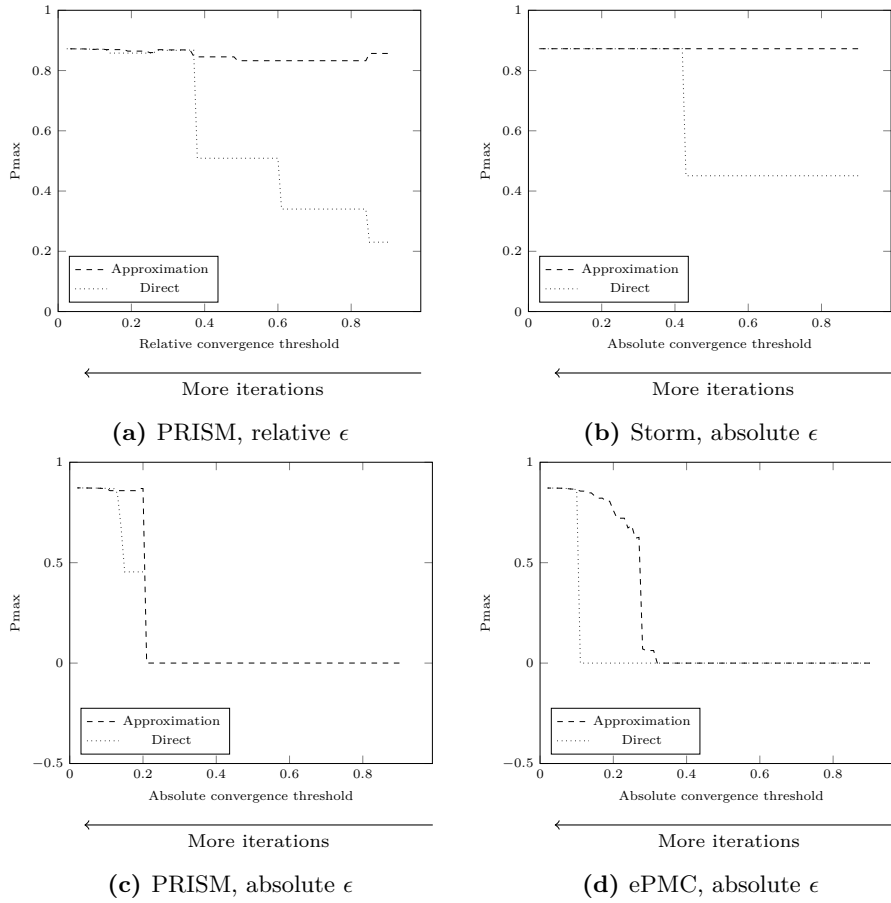 1
0.8
0.6
0.4
0.2
0
Pmax
Approximation
Direct
0 0.2 0.4 0.6 0.8
Relative convergence threshold
More iterations
(a) PRISM, relative ϵ
1
0.8
0.6
0.4
0.2
0
Pmax
Approximation
Direct
0 0.2 0.4 0.6 0.8
Absolute convergence threshold
More iterations
(b) Storm, absolute ϵ
1
0.5
0
−0.5
Pmax
Approximation
Direct
0 0.2 0.4 0.6 0.8
Absolute convergence threshold
More iterations
(c) PRISM, absolute ϵ
1
0.5
0
−0.5
Pmax
Approximation
Direct
0 0.2 0.4 0.6 0.8
Absolute convergence threshold
More iterations
(d) ePMC, absolute ϵ